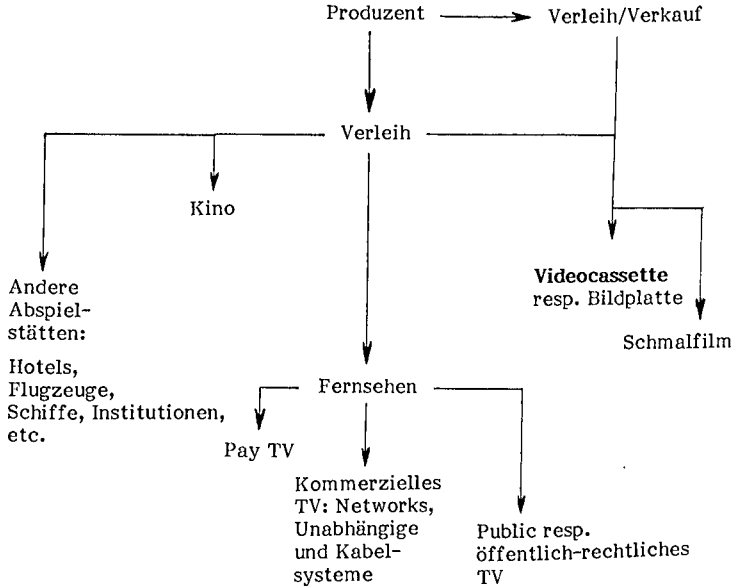 Produzent
Verleih/Verkauf
Verleih
Kino
Andere
Abspiel-
stätten:
Hotels,
Flugzeuge,
Schiffe, Institutionen,
etc.
Videocassette
resp. Bildplatte
Schmalfilm
Fernsehen
Pay TV
Kommerzielles
TV: Networks,
Unabhängige
und Kabel-
systeme
Public resp.
öffentlich-rechtliches
TV